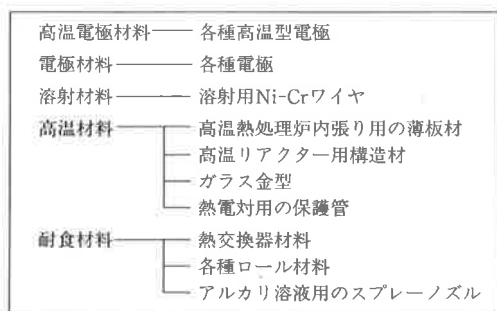 高温電極材料 各種高温型電極
電極材料 各種電極
溶射材料 溶射用Ni-Crワイヤ
高温材料 高温熱処理炉内張り用の薄板材
高温リアクター用構造材
ガラス金型
熱電対用の保護管
耐食材料 熱交換器材料
各種ロール材料
アルカリ溶液用のスプレーノズル